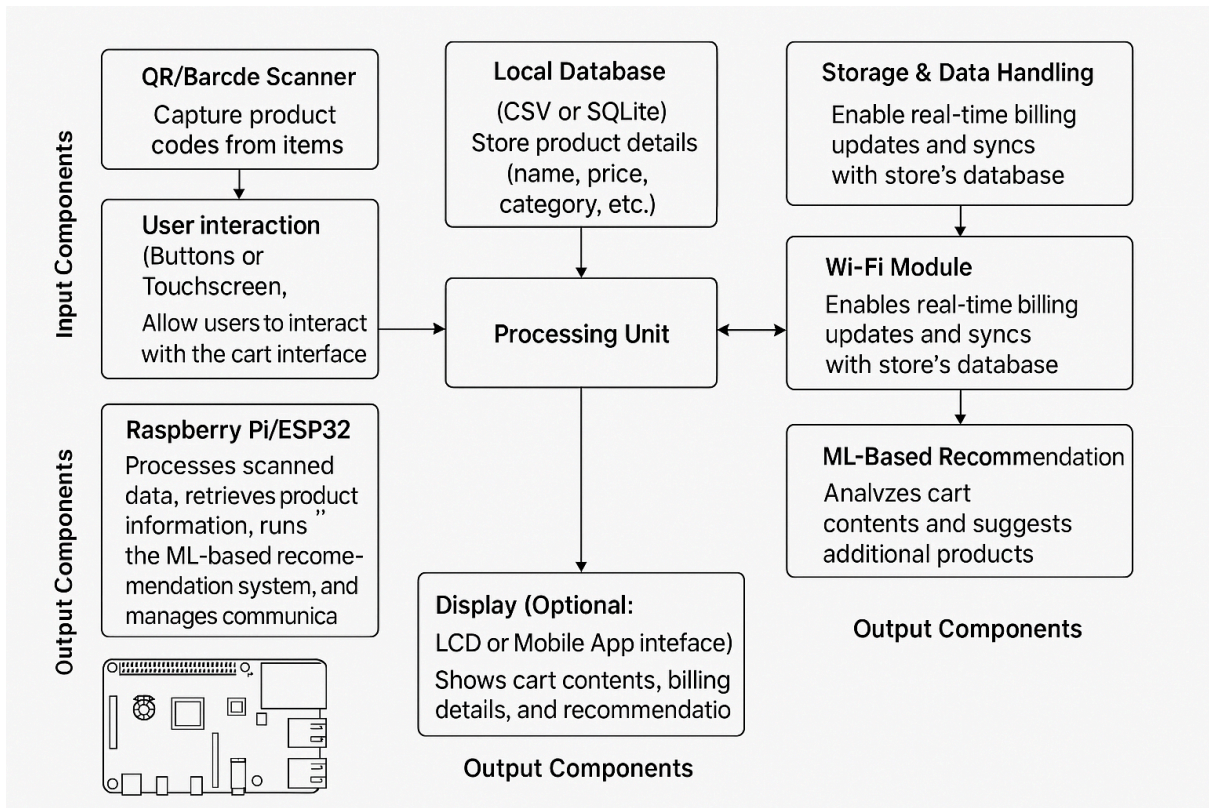 Input Components
QR/Barcde Scanner
Capture product
codes from items
User interaction
(Buttons or
Touchscreen,
Allow users to interact
with the cart interface
Local Database
(CSV or SQLite)
Store product details
(name, price,
category, etc.)
Processing Unit
Storage & Data Handling
Enable real-time billing
updates and syncs
with store's database
Wi-Fi Module
Enables real-time billing
updates and syncs
with store's database
ML-Based Recommendation
Analvzes cart
contents and suggests
additional products
Output Components
Output Components
Raspberry Pi/ESP32
Processes scanned
data, retrieves product
information, runs ”
the ML-based recome-
mendation system, and
manages communica
Display (Optional:
LCD or Mobile App inteface)
Shows cart contents, billing
details, and recommendatio
Output Components